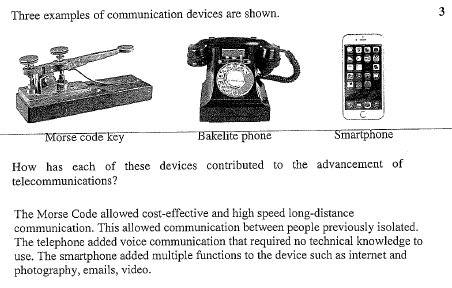 Three examples of communication devices are shown. 3
Morse code key Bakelite phone Smartphone
How has each of these devices contributed to the advancement of
telecommunications?
The Morse Code allowed cost-effective and high speed long-distance
communication. This allowed communication between people previously isolated.
The telephone added voice communication that required no technical knowledge to
use. The smartphone added multiple functions to the device such as internet and
photography, emails, video.